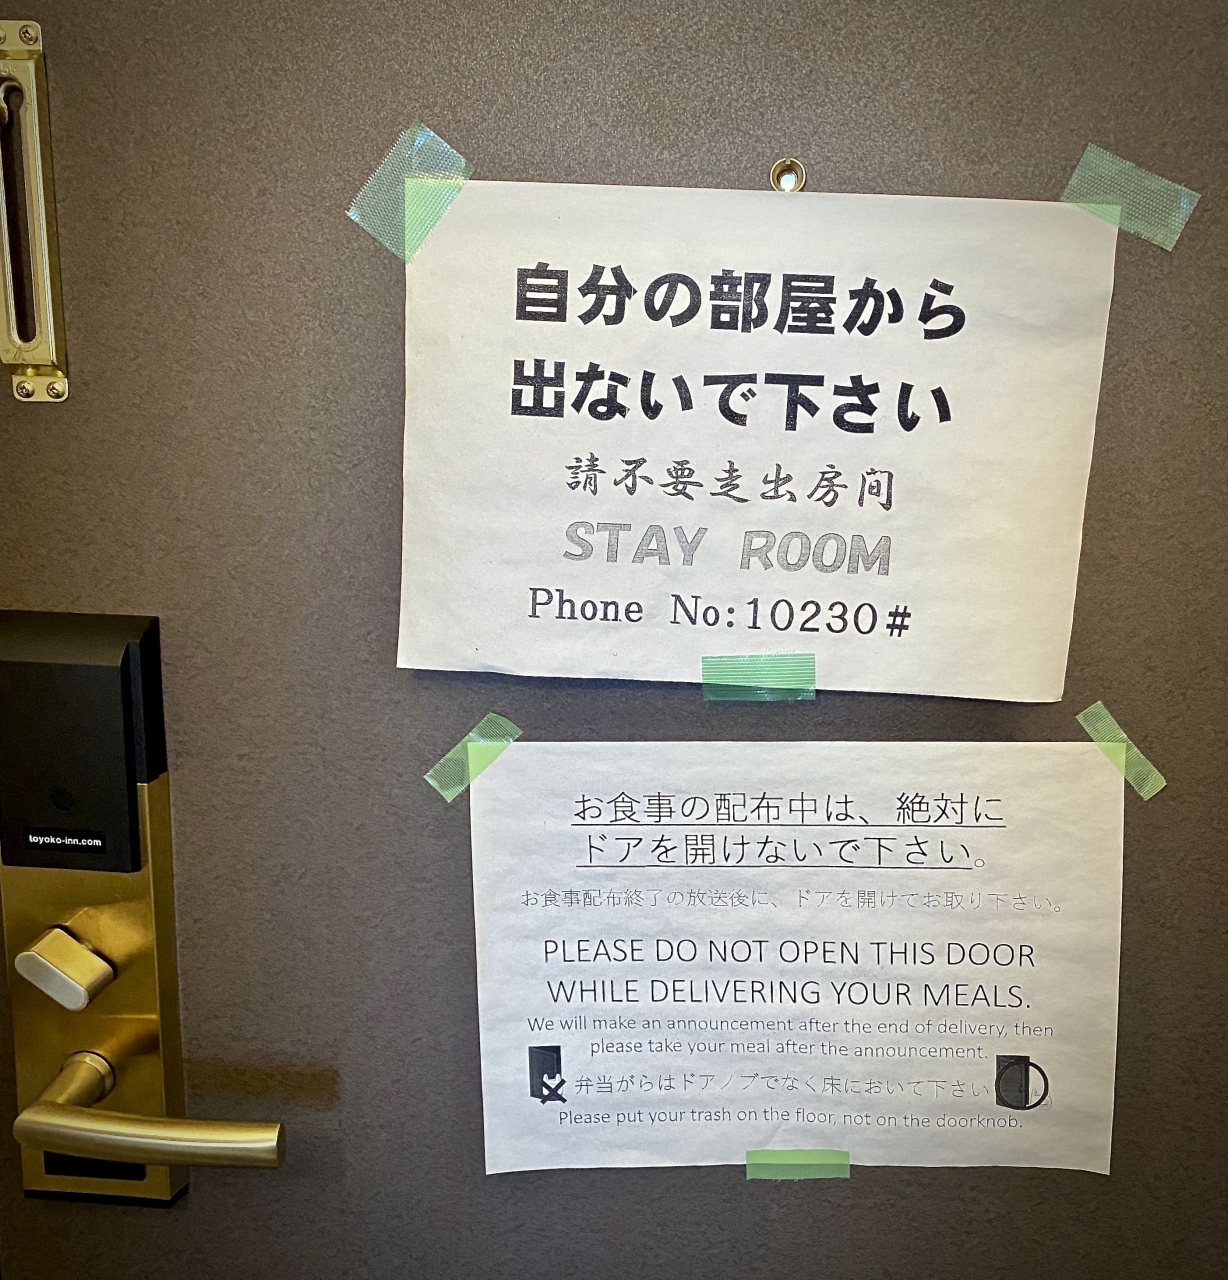 自分の部屋から
出ないで下さい
請不要走出房间
STAY ROOM
Phone No:10230#
toyoko-inn.com
お食事の配布中は、絶対に
ドアを開けないで下さい。
お食事配布終了の放送後に、ドアを開けてお取り下さい。
PLEASE DO NOT OPEN THIS DOOR
WHILE DELIVERING YOUR MEALS.
We will make an announcement after the end of delivery, then
please take your meal after the announcement.
弁当がらはドアノブでなく床において下さい
Please put your trash on the floor, not on the doorknob.